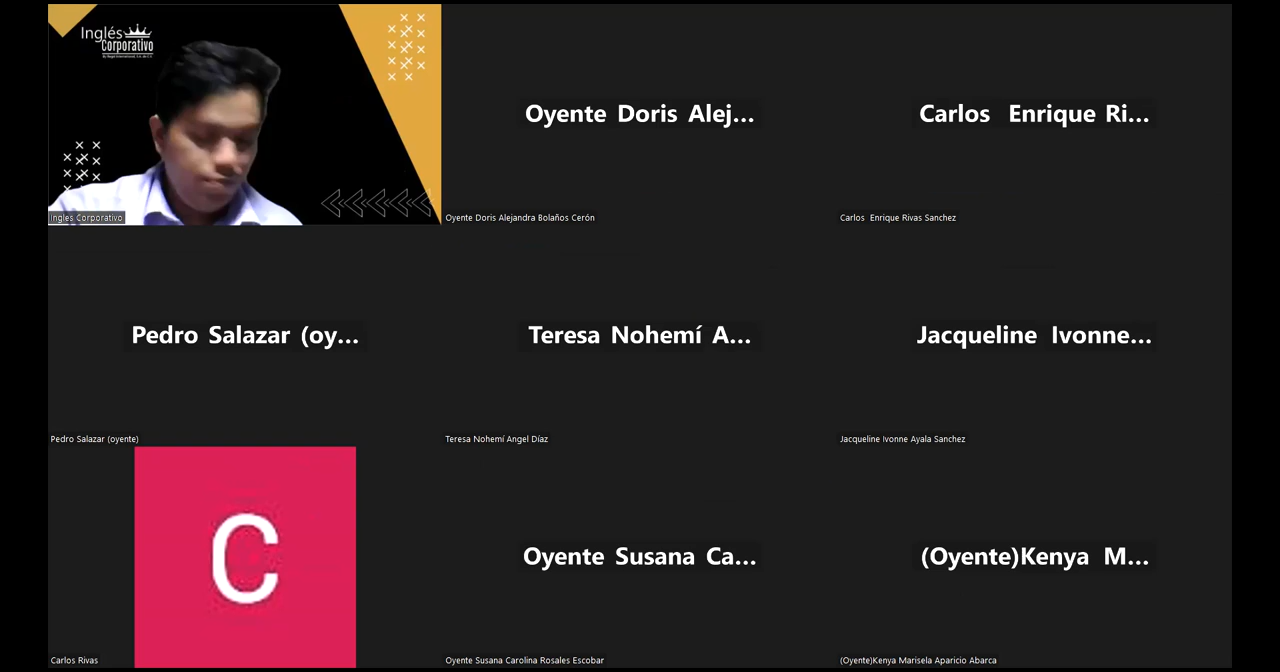 Inglés
Corporativo
Ingles Corporativo
Oyente Doris Alej...
Oyente Doris Alejandra Bolaños Cerón
Carlos Enrique Ri...
Carlos Enrique Rivas Sanchez
Pedro Salazar (oy...
Pedro Salazar (oyente)
Teresa Nohemí A...
Teresa Nohemí Angel Díaz
Jacqueline Ivonne...
Jacqueline Ivonne Ayala Sanchez
C
Carlos Rivas
Oyente Susana Ca...
Oyente Susana Carolina Rosales Escobar
(Oyente)Kenya M...
(Oyente)Kenya Marisela Aparicio Abarca